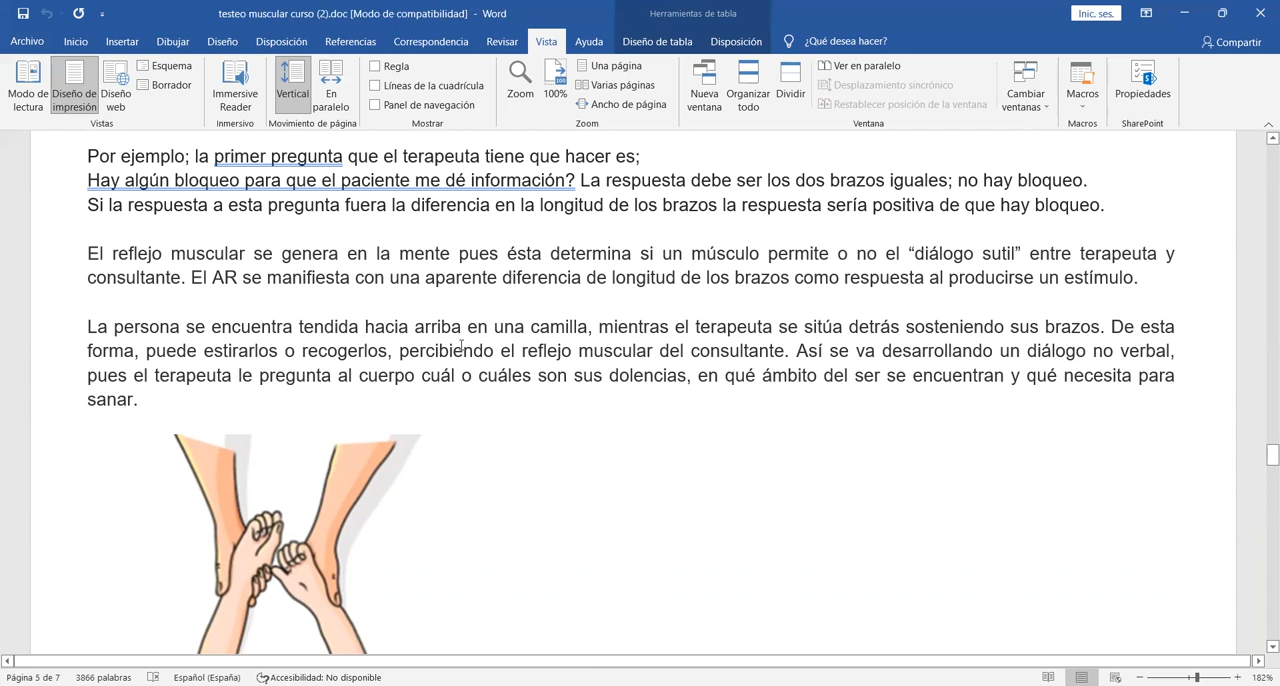 testeo muscular curso (2).doc [Modo de compatibilidad] - Word
Herramientas de tabla
Inic. ses.
Archivo Inicio Insertar Dibujar Diseño Disposición Referencias Correspondencia Revisar Vista Ayuda Diseño de tabla Disposición ¿Qué desea hacer? Compartir
Modo de lectura
Diseño de impresión
Diseño web
Esquema
Borrador
Vistas
Immersive Reader
Inmersivo
Vertical
En paralelo
Movimiento de página
Regla
Líneas de la cuadrícula
Panel de navegación
Mostrar
Zoom
100%
Una página
Varias páginas
Ancho de página
Zoom
Nueva ventana
Organizar todo
Dividir
Ver en paralelo
Desplazamiento sincrónico
Restablecer posición de la ventana
Cambiar ventanas
Ventana
Macros
Macros
Propiedades
SharePoint
Por ejemplo; la primer pregunta que el terapeuta tiene que hacer es;
Hay algún bloqueo para que el paciente me dé información? La respuesta debe ser los dos brazos iguales; no hay bloqueo.
Si la respuesta a esta pregunta fuera la diferencia en la longitud de los brazos la respuesta sería positiva de que hay bloqueo.
El reflejo muscular se genera en la mente pues ésta determina si un músculo permite o no el “diálogo sutil” entre terapeuta y
consultante. El AR se manifiesta con una aparente diferencia de longitud de los brazos como respuesta al producirse un estímulo.
La persona se encuentra tendida hacia arriba en una camilla, mientras el terapeuta se sitúa detrás sosteniendo sus brazos. De esta
forma, puede estirarlos o recogerlos, percibiendo el reflejo muscular del consultante. Así se va desarrollando un diálogo no verbal,
pues el terapeuta le pregunta al cuerpo cuál o cuáles son sus dolencias, en qué ámbito del ser se encuentran y qué necesita para
sanar.
Página 5 de 7 3866 palabras Español (España) Accesibilidad: No disponible 182%